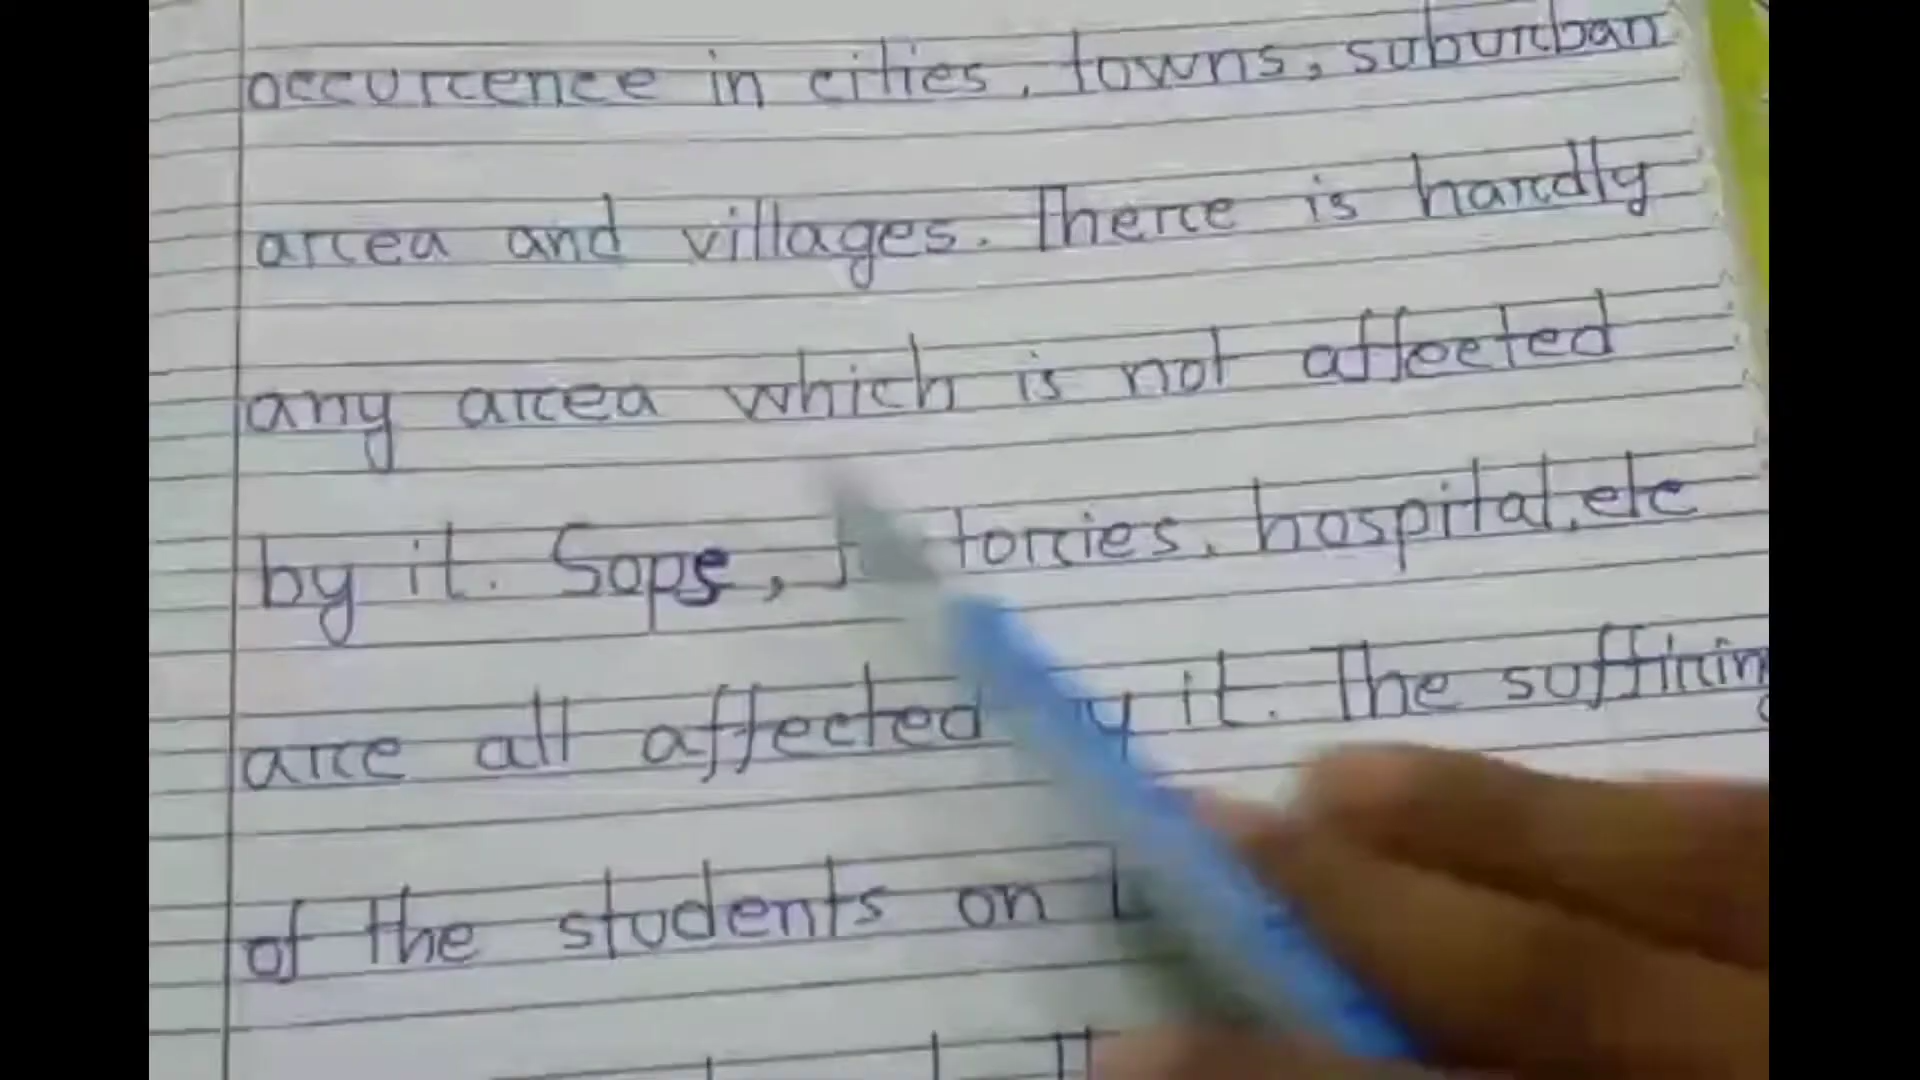 occurrence in cities, towns, suburban
area and villages. There is hardly
any area which is not affected
by it. Sops, tories, hospital, etc
are all affected it. The suffiring
of the students on